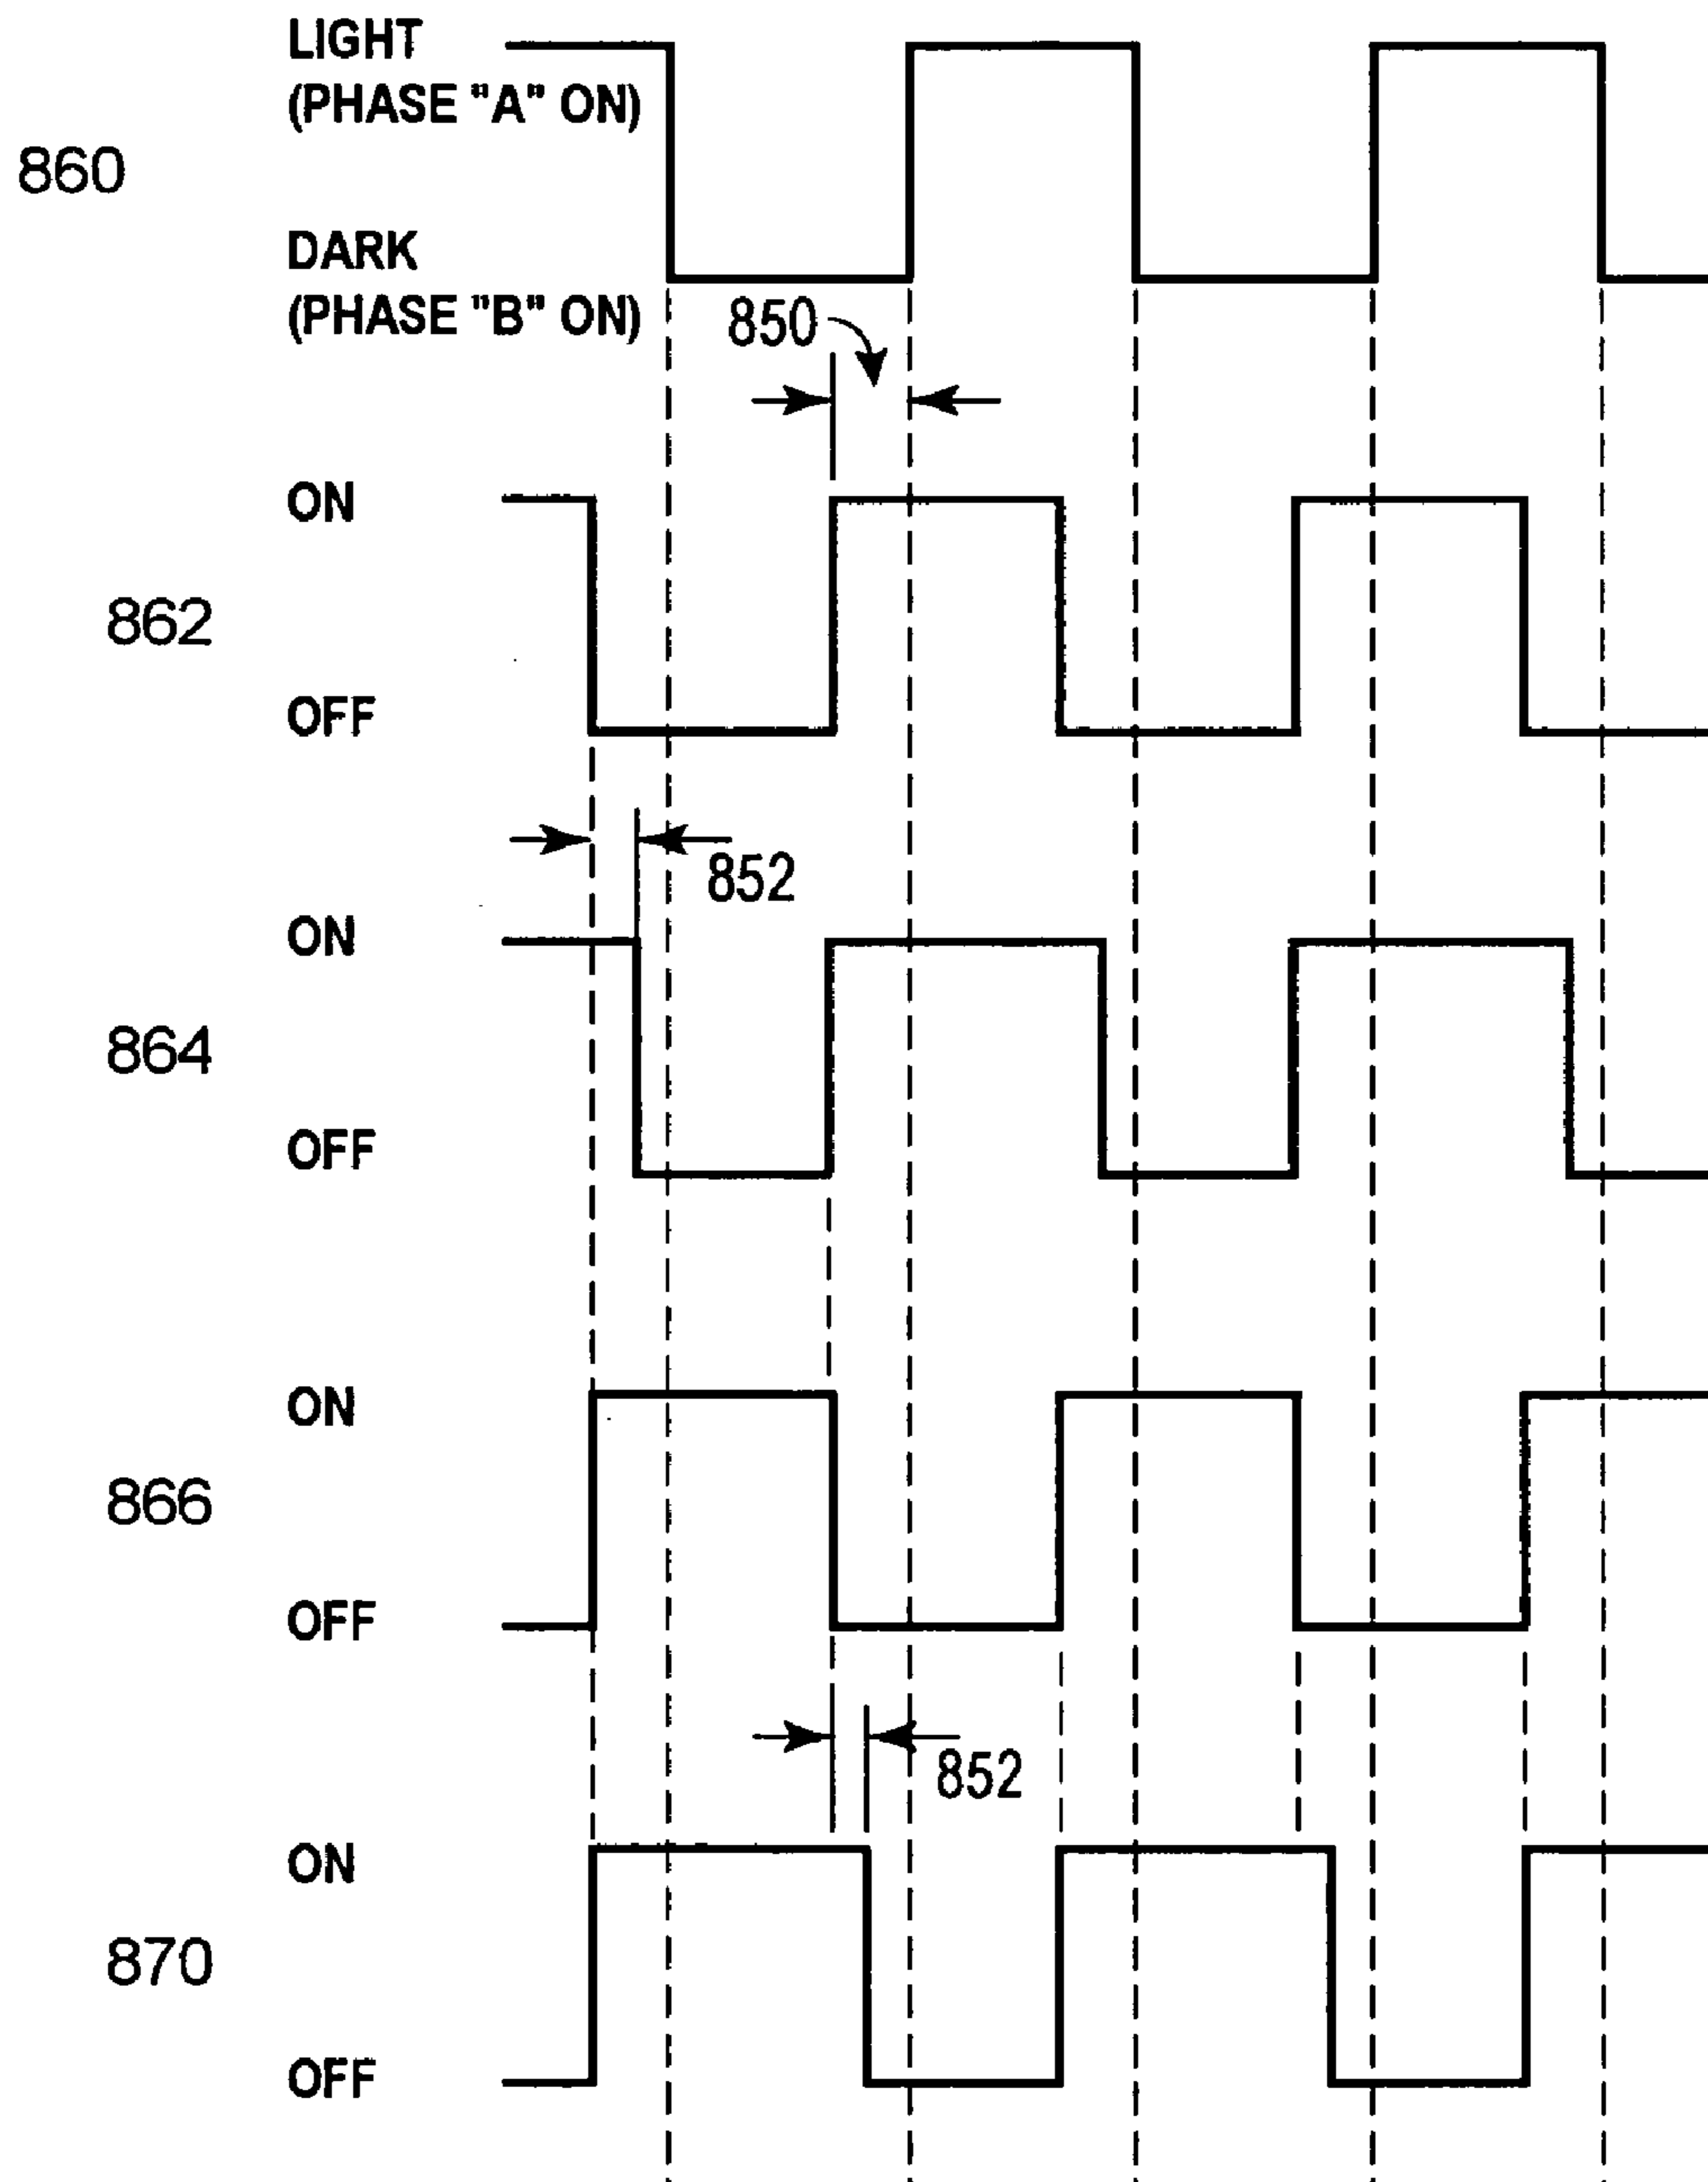 LIGHT
(PHASE "A" ON)
860
DARK
(PHASE "B" ON)
850
ON
862
OFF
852
ON
864
OFF
ON
866
OFF
852
ON
870
OFF